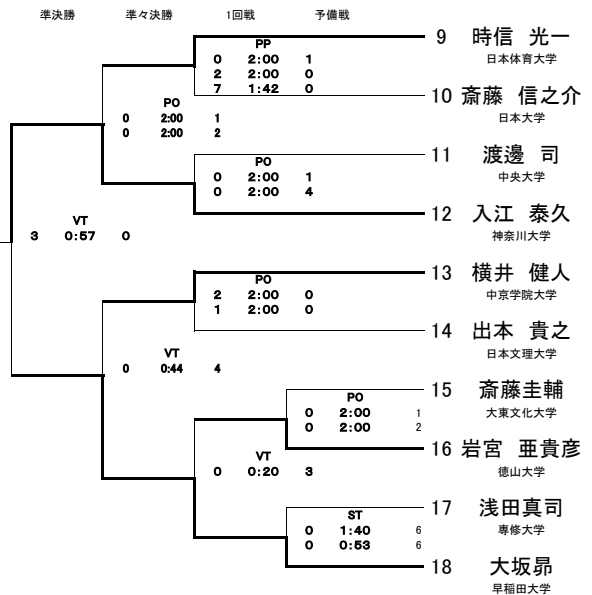 準決勝 準々決勝 1回戦 予備戦
9 時信 光一
日本体育大学
PP
0 2:00 1
2 2:00 0
7 1:42 0
10 斎藤 信之介
日本大学
PO
0 2:00 1
0 2:00 2
11 渡邊 司
中央大学
PO
0 2:00 1
0 2:00 4
12 入江 泰久
神奈川大学
VT
3 0:57 0
13 横井 健人
中京学院大学
PO
2 2:00 0
1 2:00 0
14 出本 貴之
日本文理大学
VT
0 0:44 4
15 斎藤圭輔
大東文化大学
PO
0 2:00 1
0 2:00 2
16 岩宮 亜貴彦
徳山大学
VT
0 0:20 3
17 浅田真司
専修大学
ST
0 1:40 6
0 0:53 6
18 大坂昴
早稲田大学